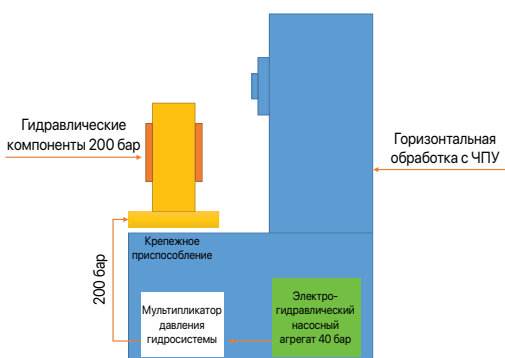 Гидравлические
компоненты 200 бар
Горизонтальная
обработка с ЧПУ
Крепежное
приспособление
200 бар
Мультипликатор
давления
гидросистемы
Электро-
гидравлический
насосный
агрегат 40 бар